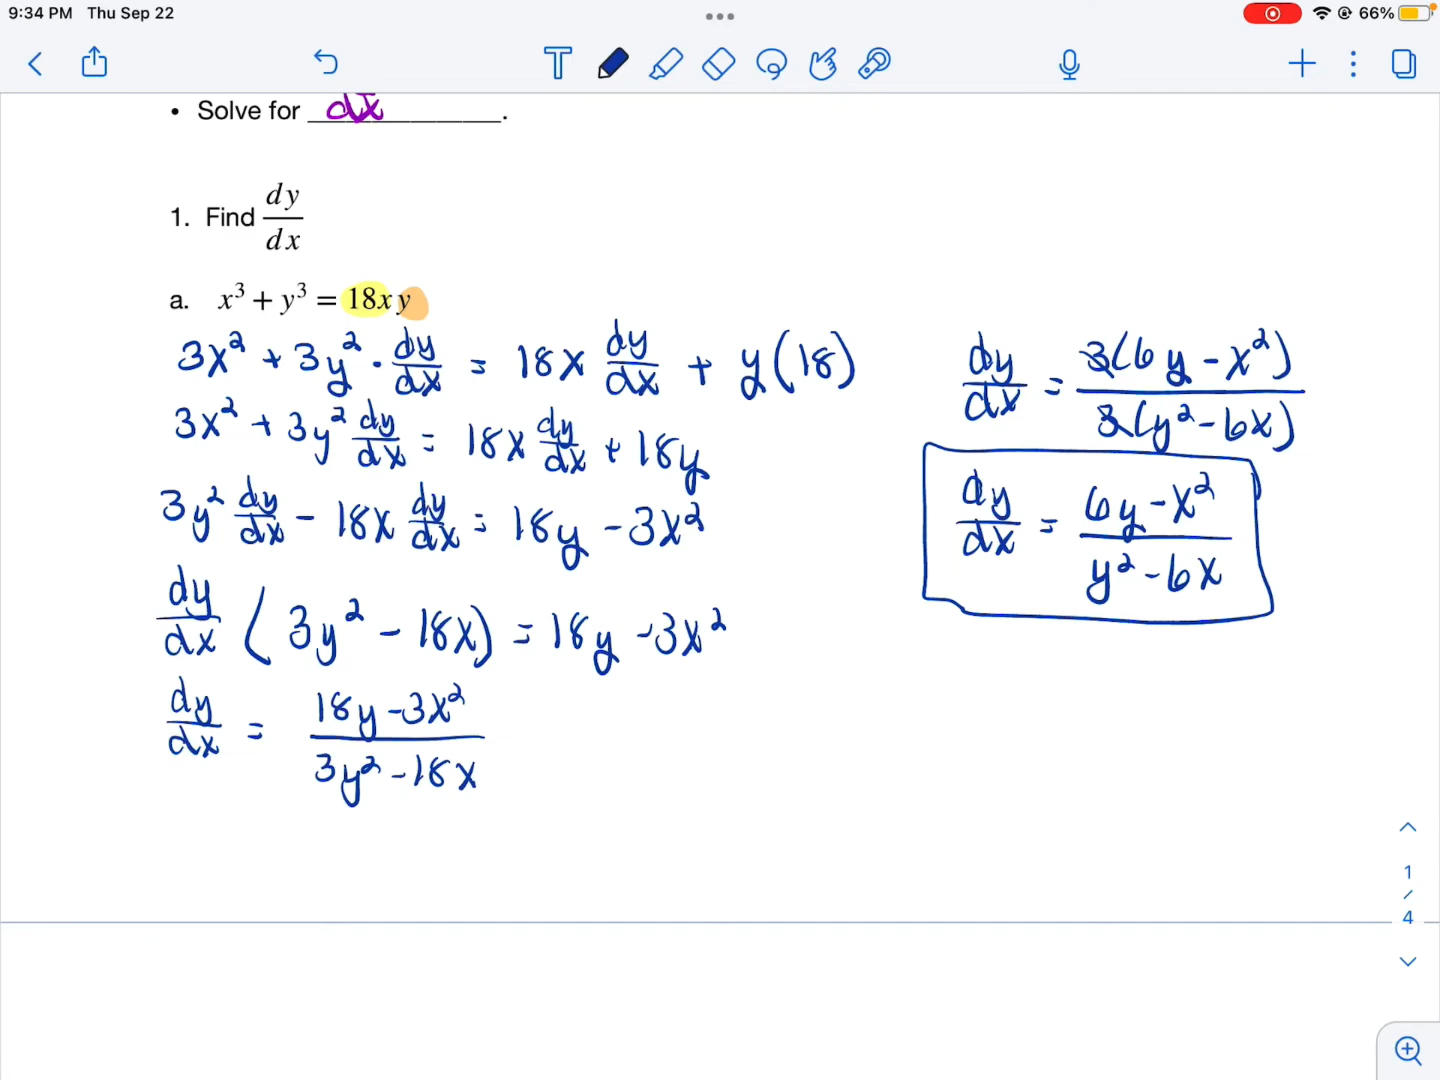 9:34 PM Thu Sep 22
66%
• Solve for dx.
1. Find dy/dx
a. x³ + y³ = 18xy
3x² + 3y² · dy/dx = 18x dy/dx + y(18)
3x² + 3y² dy/dx = 18x dy/dx + 18y
3y² dy/dx - 18x dy/dx = 18y - 3x²
dy/dx (3y² - 18x) = 18y - 3x²
dy/dx = 18y - 3x² / 3y² - 18x
dy/dx = 3(6y - x²) / 3(y² - 6x)
dy/dx = 6y - x² / y² - 6x
1
/
4